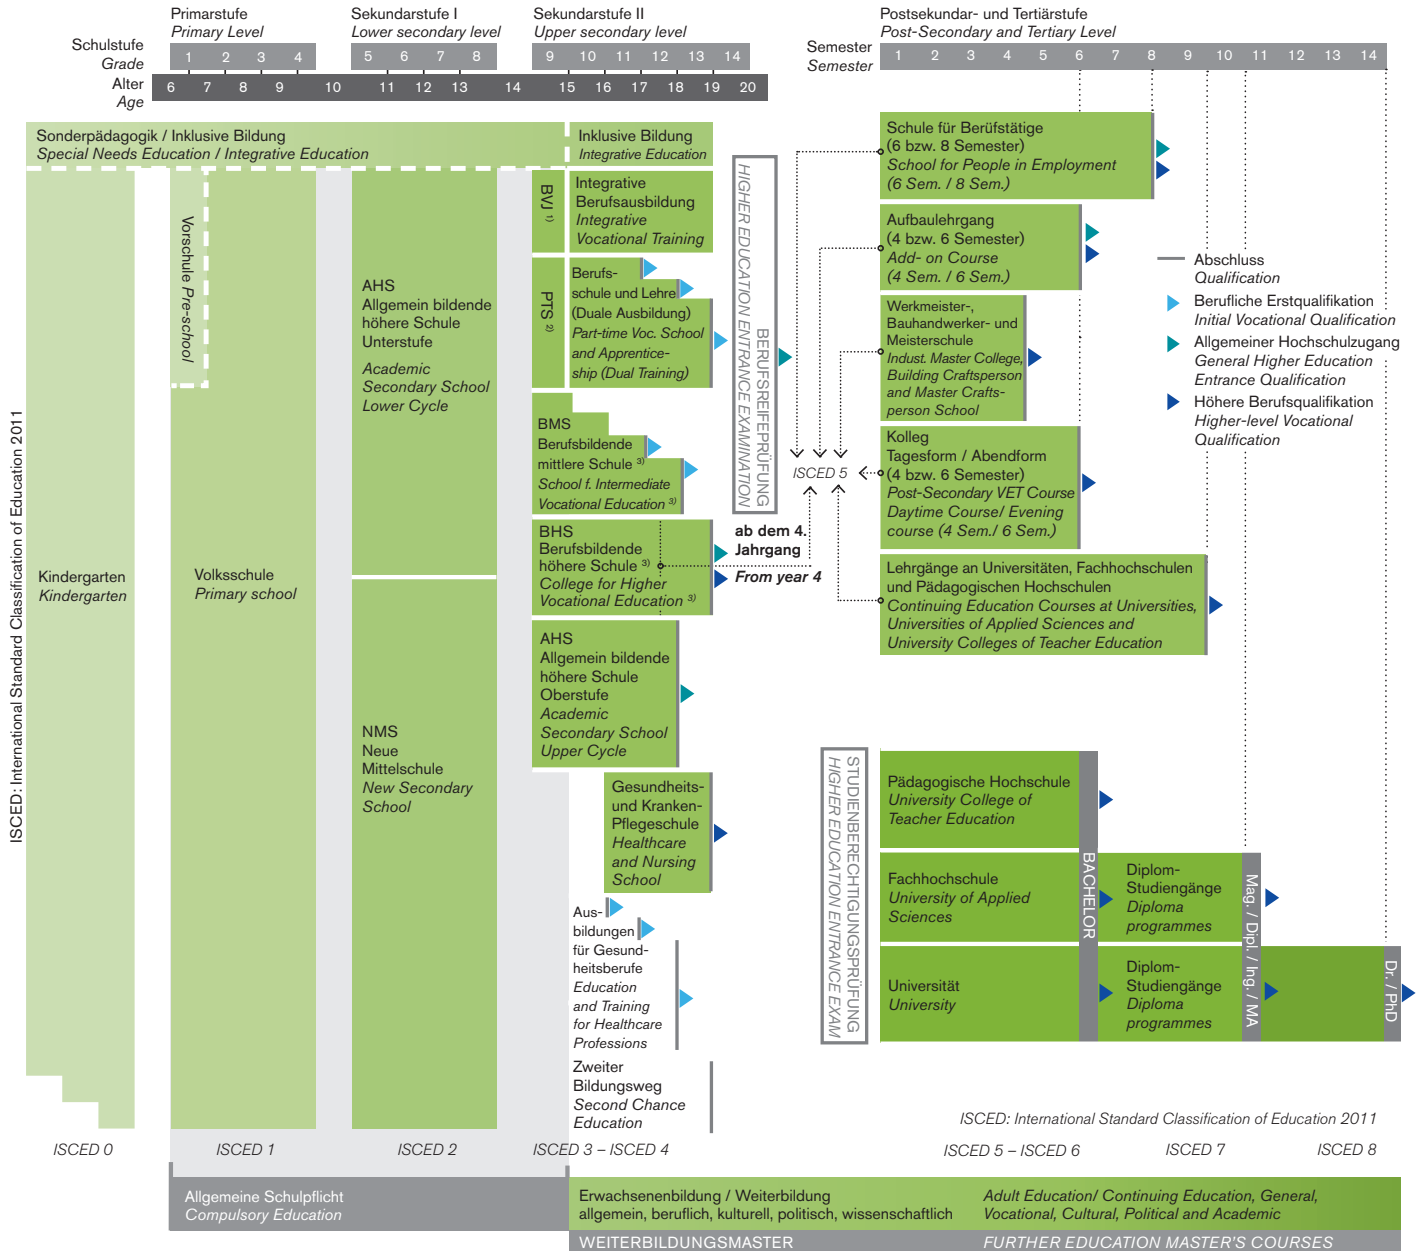 Primarstufe
Primary Level
Sekundarstufe I
Lower secondary level
Sekundarstufe II
Upper secondary level
Postsekundar- und Tertiärstufe
Post-Secondary and Tertiary Level
Schulstufe
Grade
1 2 3 4 5 6 7 8 9 10 11 12 13 14
Semester
Semester
1 2 3 4 5 6 7 8 9 10 11 12 13 14
Alter
Age
6 7 8 9 10 11 12 13 14 15 16 17 18 19 20
ISCED: International Standard Classification of Education 2011
Sonderpädagogik / Inklusive Bildung
Special Needs Education / Integrative Education
Inklusive Bildung
Integrative Education
Kindergarten
Kindergarten
Vorschule Pre-school
Volksschule
Primary school
AHS
Allgemein bildende
höhere Schule
Unterstufe
Academic
Secondary School
Lower Cycle
NMS
Neue
Mittelschule
New Secondary
School
BVJ 1)
Integrative
Berufsausbildung
Integrative
Vocational Training
PTS 2)
Berufs-
schule und Lehre
(Duale Ausbildung)
Part-time Voc. School
and Apprentice-
ship (Dual Training)
BMS
Berufsbildende
mittlere Schule 3)
School f. Intermediate
Vocational Education 3)
BHS
Berufsbildende
höhere Schule 3)
College for Higher
Vocational Education 3)
AHS
Allgemein bildende
höhere Schule
Oberstufe
Academic
Secondary School
Upper Cycle
Gesundheits-
und Kranken-
Pflegeschule
Healthcare
and Nursing
School
Aus-
bildungen
für Gesund-
heitsberufe
Education
and Training
for Healthcare
Professions
Zweiter
Bildungsweg
Second Chance
Education
BERUFSREIFEPRÜFUNG
HIGHER EDUCATION ENTRANCE EXAMINATION
ab dem 4.
Jahrgang
From year 4
ISCED 5
Schule für Berüfstätige
(6 bzw. 8 Semester)
School for People in Employment
(6 Sem. / 8 Sem.)
Aufbaulehrgang
(4 bzw. 6 Semester)
Add- on Course
(4 Sem. / 6 Sem.)
Werkmeister-,
Bauhandwerker- und
Meisterschule
Indust. Master College,
Building Craftsperson
and Master Crafts-
person School
Kolleg
Tagesform / Abendform
(4 bzw. 6 Semester)
Post-Secondary VET Course
Daytime Course/ Evening
course (4 Sem./ 6 Sem.)
Lehrgänge an Universitäten, Fachhochschulen
und Pädagogischen Hochschulen
Continuing Education Courses at Universities,
Universities of Applied Sciences and
University Colleges of Teacher Education
Abschluss
Qualification
Berufliche Erstqualifikation
Initial Vocational Qualification
Allgemeiner Hochschulzugang
General Higher Education
Entrance Qualification
Höhere Berufsqualifikation
Higher-level Vocational
Qualification
STUDIENBERECHTIGUNGSPRÜFUNG
HIGHER EDUCATION ENTRANCE EXAM
Pädagogische Hochschule
University College of
Teacher Education
Fachhochschule
University of Applied
Sciences
Universität
University
BACHELOR
Diplom-
Studiengänge
Diploma
programmes
Diplom-
Studiengänge
Diploma
programmes
Mag. / Dipl. / Ing. / MA
Dr. / PhD
ISCED: International Standard Classification of Education 2011
ISCED 0
ISCED 1
ISCED 2
ISCED 3 – ISCED 4
ISCED 5 – ISCED 6
ISCED 7
ISCED 8
Allgemeine Schulpflicht
Compulsory Education
Erwachsenenbildung / Weiterbildung
allgemein, beruflich, kulturell, politisch, wissenschaftlich
Adult Education/ Continuing Education, General,
Vocational, Cultural, Political and Academic
WEITERBILDUNGSMASTER
FURTHER EDUCATION MASTER'S COURSES